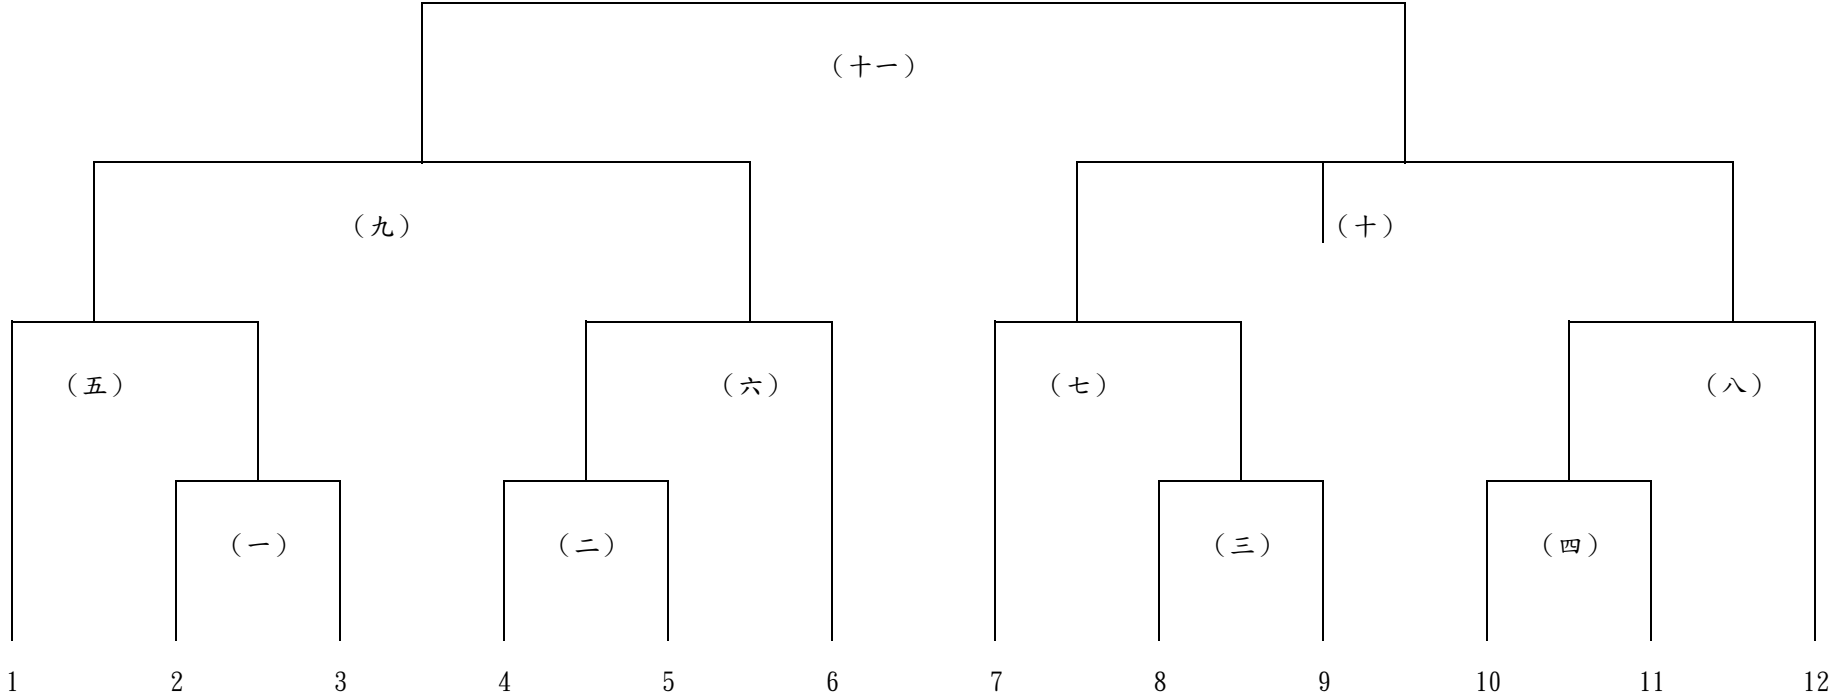 （十一）
（九） （十）
（五） （六） （七） （八）
（一） （二） （三） （四）
1 2 3 4 5 6 7 8 9 10 11 12